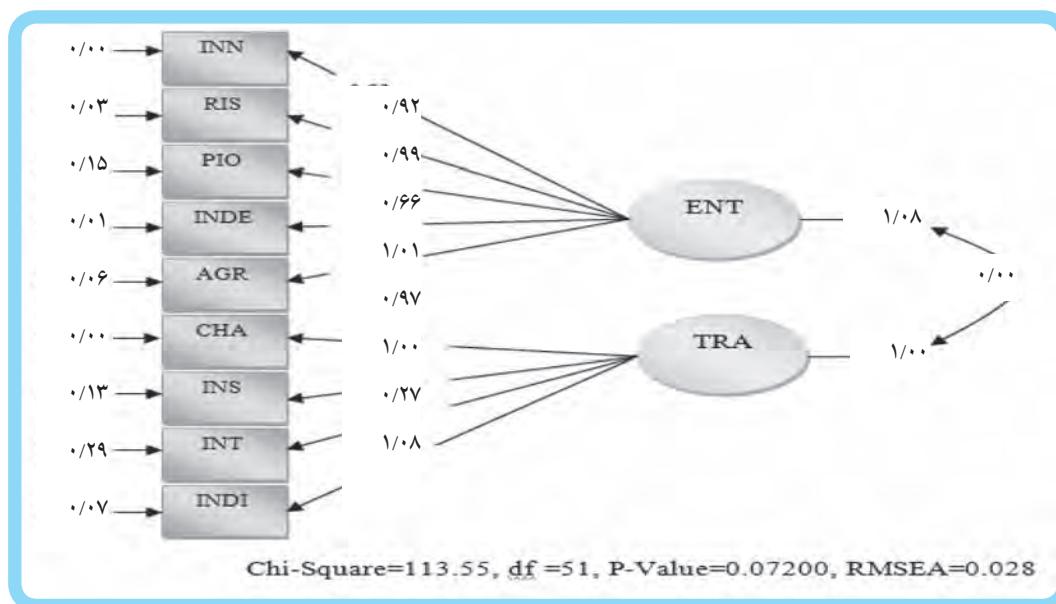 ۰/۰۰ INN
۰/۰۳ RIS ۰/۹۲
۰/۱۵ PIO ۰/۹۹
۰/۰۱ INDE ۰/۶۶ ENT ۱/۰۸
۰/۰۶ AGR ۱/۰۱ ۰/۰۰
۰/۹۷
۰/۰۰ CHA ۱/۰۰ TRA ۱/۰۰
۰/۱۳ INS ۰/۲۷
۰/۲۹ INT ۱/۰۸
۰/۰۷ INDI
Chi-Square=113.55, df =51, P-Value=0.07200, RMSEA=0.028